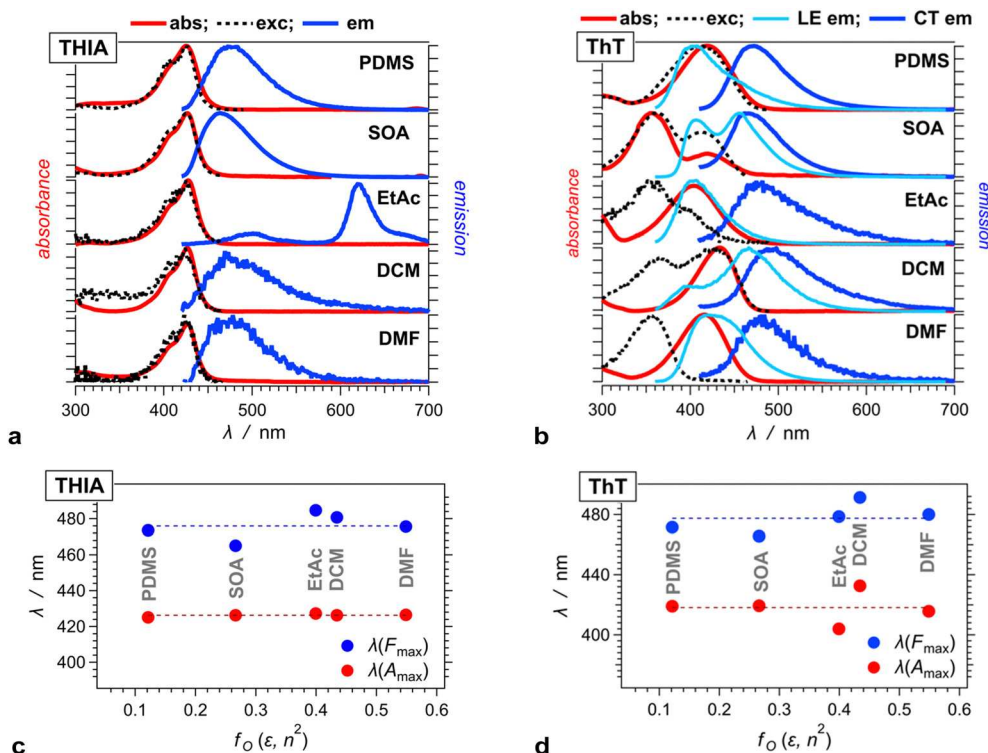 abs; exc; em
THIA
PDMS
SOA
EtAc
DCM
DMF
absorbance
emission
300 400 500 600 700
λ / nm
a
abs; exc; LE em; CT em
ThT
PDMS
SOA
EtAc
DCM
DMF
absorbance
emission
300 400 500 600 700
λ / nm
b
THIA
480
460
440
420
400
λ / nm
PDMS
SOA
EtAc
DCM
DMF
λ(Fmax)
λ(Amax)
0.1 0.2 0.3 0.4 0.5 0.6
fO (ε, n²)
c
ThT
480
440
400
λ / nm
PDMS
SOA
EtAc
DCM
DMF
λ(Fmax)
λ(Amax)
0.1 0.2 0.3 0.4 0.5 0.6
fO (ε, n²)
d